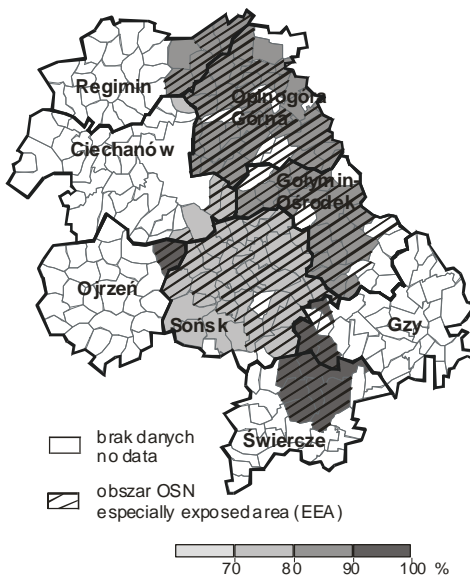 Regimin
Opinogóra
Górna
Ciechanów
Gołymin-
Ośrodek
Ojrzeń
Sońsk
Gzy
Świercze
brak danych
no data
obszar OSN
especially exposed area (EEA)
70 80 90 100 %